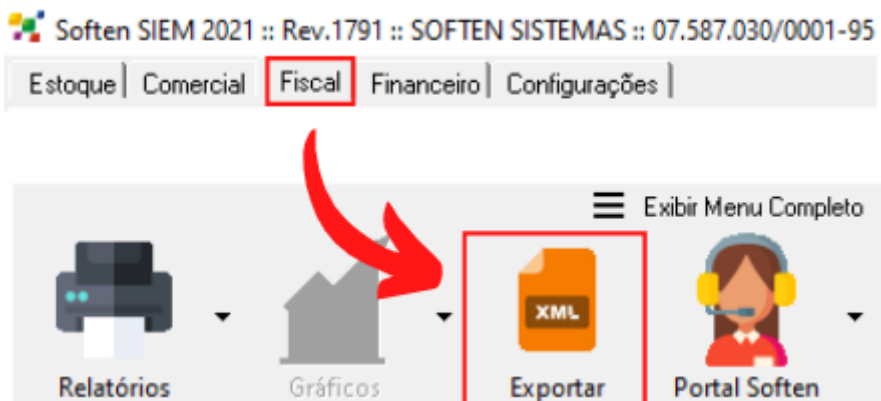 Soften SIEM 2021 :: Rev.1791 :: SOFTEN SISTEMAS :: 07.587.030/0001-95
Estoque Comercial Fiscal Financeiro Configurações
Exibir Menu Completo
XML
Relatórios Gráficos Exportar Portal Soften